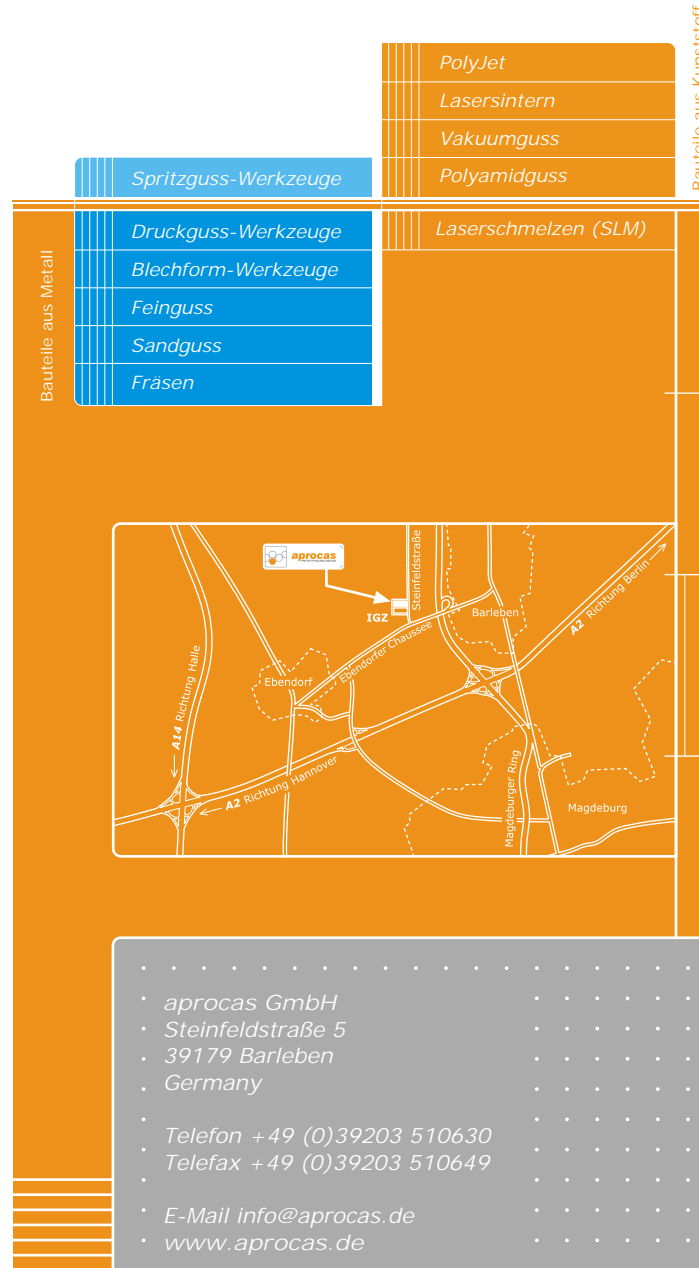 Bauteile aus Kunststoff
PolyJet
Lasersintern
Vakuumguss
Polyamidguss
Laserschmelzen (SLM)
Bauteile aus Metall
Spritzguss-Werkzeuge
Druckguss-Werkzeuge
Blechform-Werkzeuge
Feinguss
Sandguss
Fräsen
aprocas
IGZ
Steinfeldstraße
Barleben
A2 Richtung Berlin
Ebendorfer Chaussee
Ebendorf
A14 Richtung Halle
A2 Richtung Hannover
Magdeburger Ring
Magdeburg
aprocas GmbH
Steinfeldstraße 5
39179 Barleben
Germany
Telefon +49 (0)39203 510630
Telefax +49 (0)39203 510649
E-Mail info@aprocas.de
www.aprocas.de